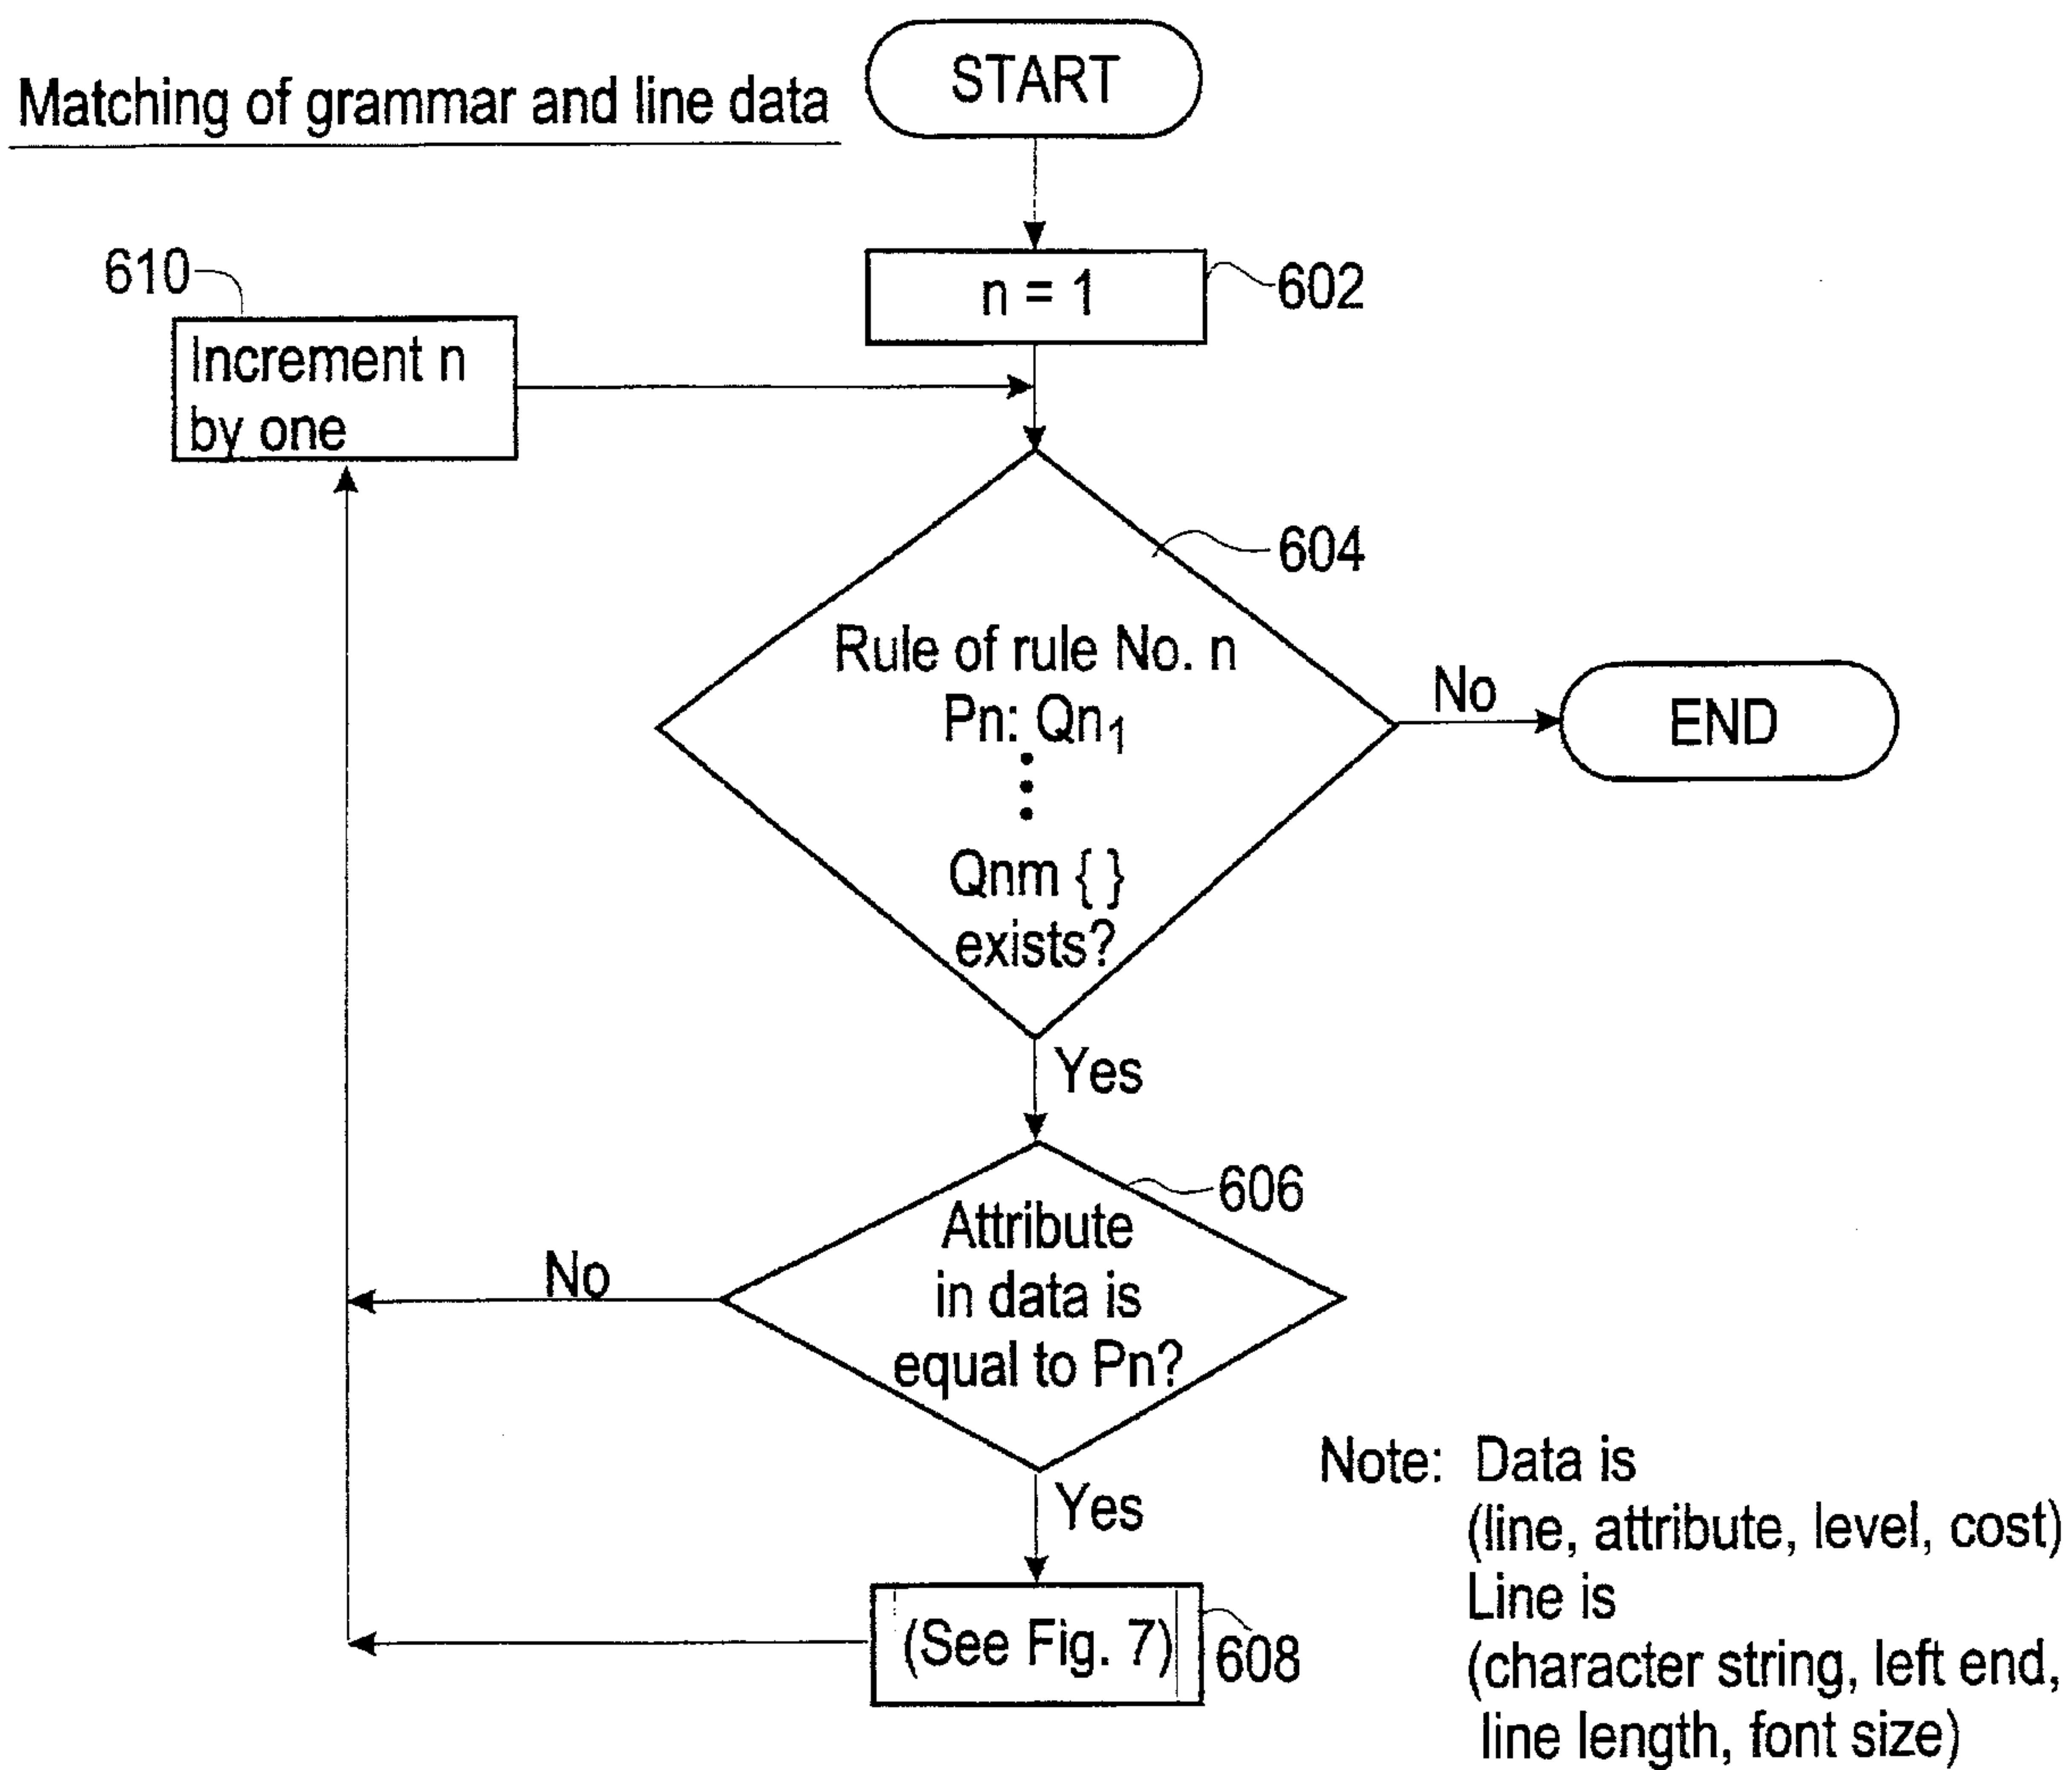 Matching of grammar and line data
START
n = 1
602
610
Increment n
by one
604
Rule of rule No. n
Pn: Qn₁
⋮
Qnm { }
exists?
No
END
Yes
606
Attribute
in data is
equal to Pn?
No
Yes
(See Fig. 7)
608
Note: Data is
(line, attribute, level, cost)
Line is
(character string, left end,
line length, font size)